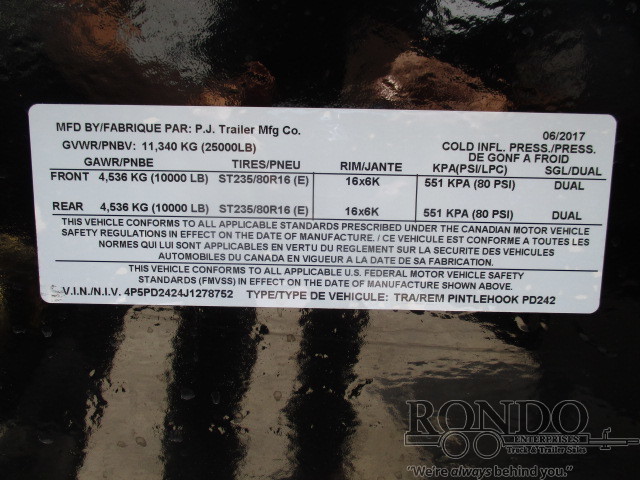 MFD BY/FABRIQUE PAR: P.J. Trailer Mfg Co. 06/2017
GVWR/PNBV: 11,340 KG (25000LB) COLD INFL. PRESS./PRESS.
DE GONF A FROID
GAWR/PNBE TIRES/PNEU RIM/JANTE KPA(PSI/LPC) SGL/DUAL
FRONT 4,536 KG (10000 LB) ST235/80R16 (E) 16x6K 551 KPA (80 PSI) DUAL
REAR 4,536 KG (10000 LB) ST235/80R16 (E) 16x6K 551 KPA (80 PSI) DUAL
THIS VEHICLE CONFORMS TO ALL APPLICABLE STANDARDS PRESCRIBED UNDER THE CANADIAN MOTOR VEHICLE
SAFETY REGULATIONS IN EFFECT ON THE DATE OF MANUFACTURE. / CE VEHICULE EST CONFORME A TOUTES LES
NORMES QUI LUI SONT APPLICABLES EN VERTU DU REGLEMENT SUR LA SECURITE DES VEHICULES
AUTOMOBILES DU CANADA EN VIGUEUR A LA DATE DE SA FABRICATION.
THIS VEHICLE CONFORMS TO ALL APPLICABLE U.S. FEDERAL MOTOR VEHICLE SAFETY
STANDARDS (FMVSS) IN EFFECT ON THE DATE OF MANUFACTURE SHOWN ABOVE.
V.I.N./N.I.V. 4P5PD2424J1278752 TYPE/TYPE DE VEHICULE: TRA/REM PINTLEHOOK PD242
RONDO
ENTERPRISES
Truck & Trailer Sales
"We're always behind you."